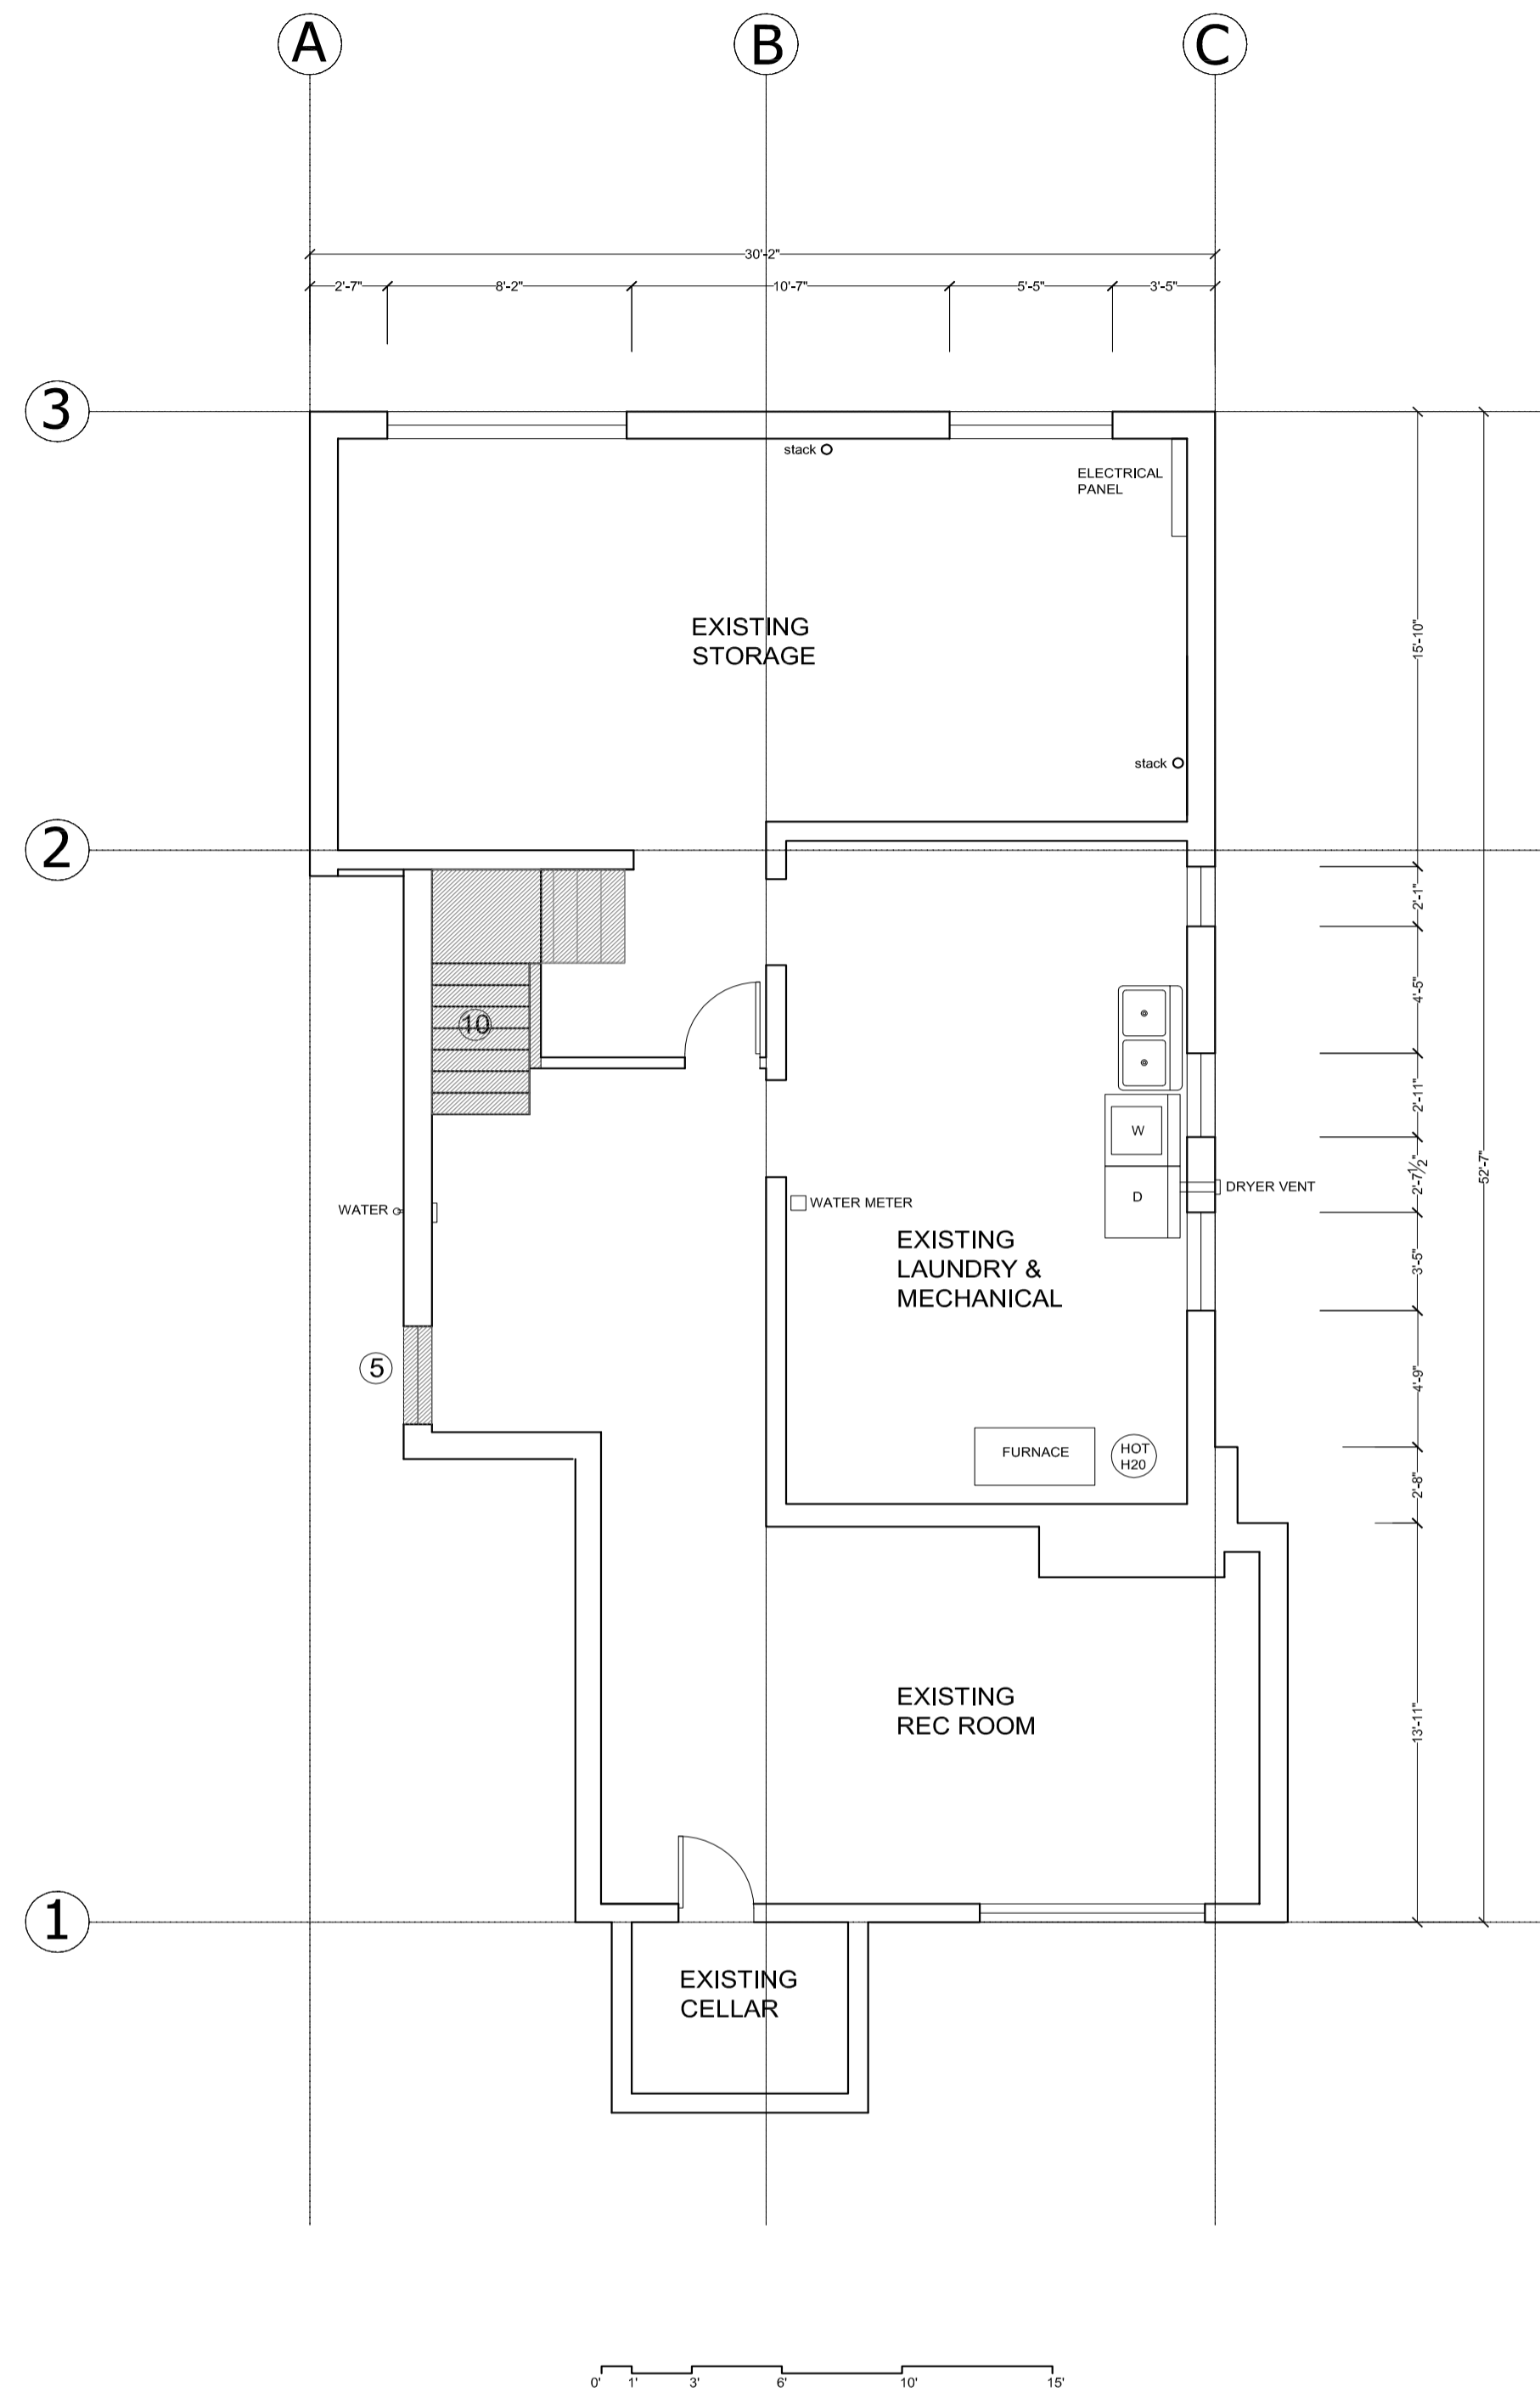 A B C
30'-2"
2'-7" 8'-2" 10'-7" 5'-5" 3'-5"
3
stack
ELECTRICAL
PANEL
15'-10"
EXISTING
STORAGE
stack
2
2'-1"
4'-5"
10
2'-11"
W
2'-7½"
52'-7"
D
DRYER VENT
WATER
WATER METER
EXISTING
LAUNDRY &
MECHANICAL
3'-5"
5
4'-9"
FURNACE
HOT
H20
2'-8"
EXISTING
REC ROOM
13'-11"
1
EXISTING
CELLAR
0' 1' 3' 6' 10' 15'